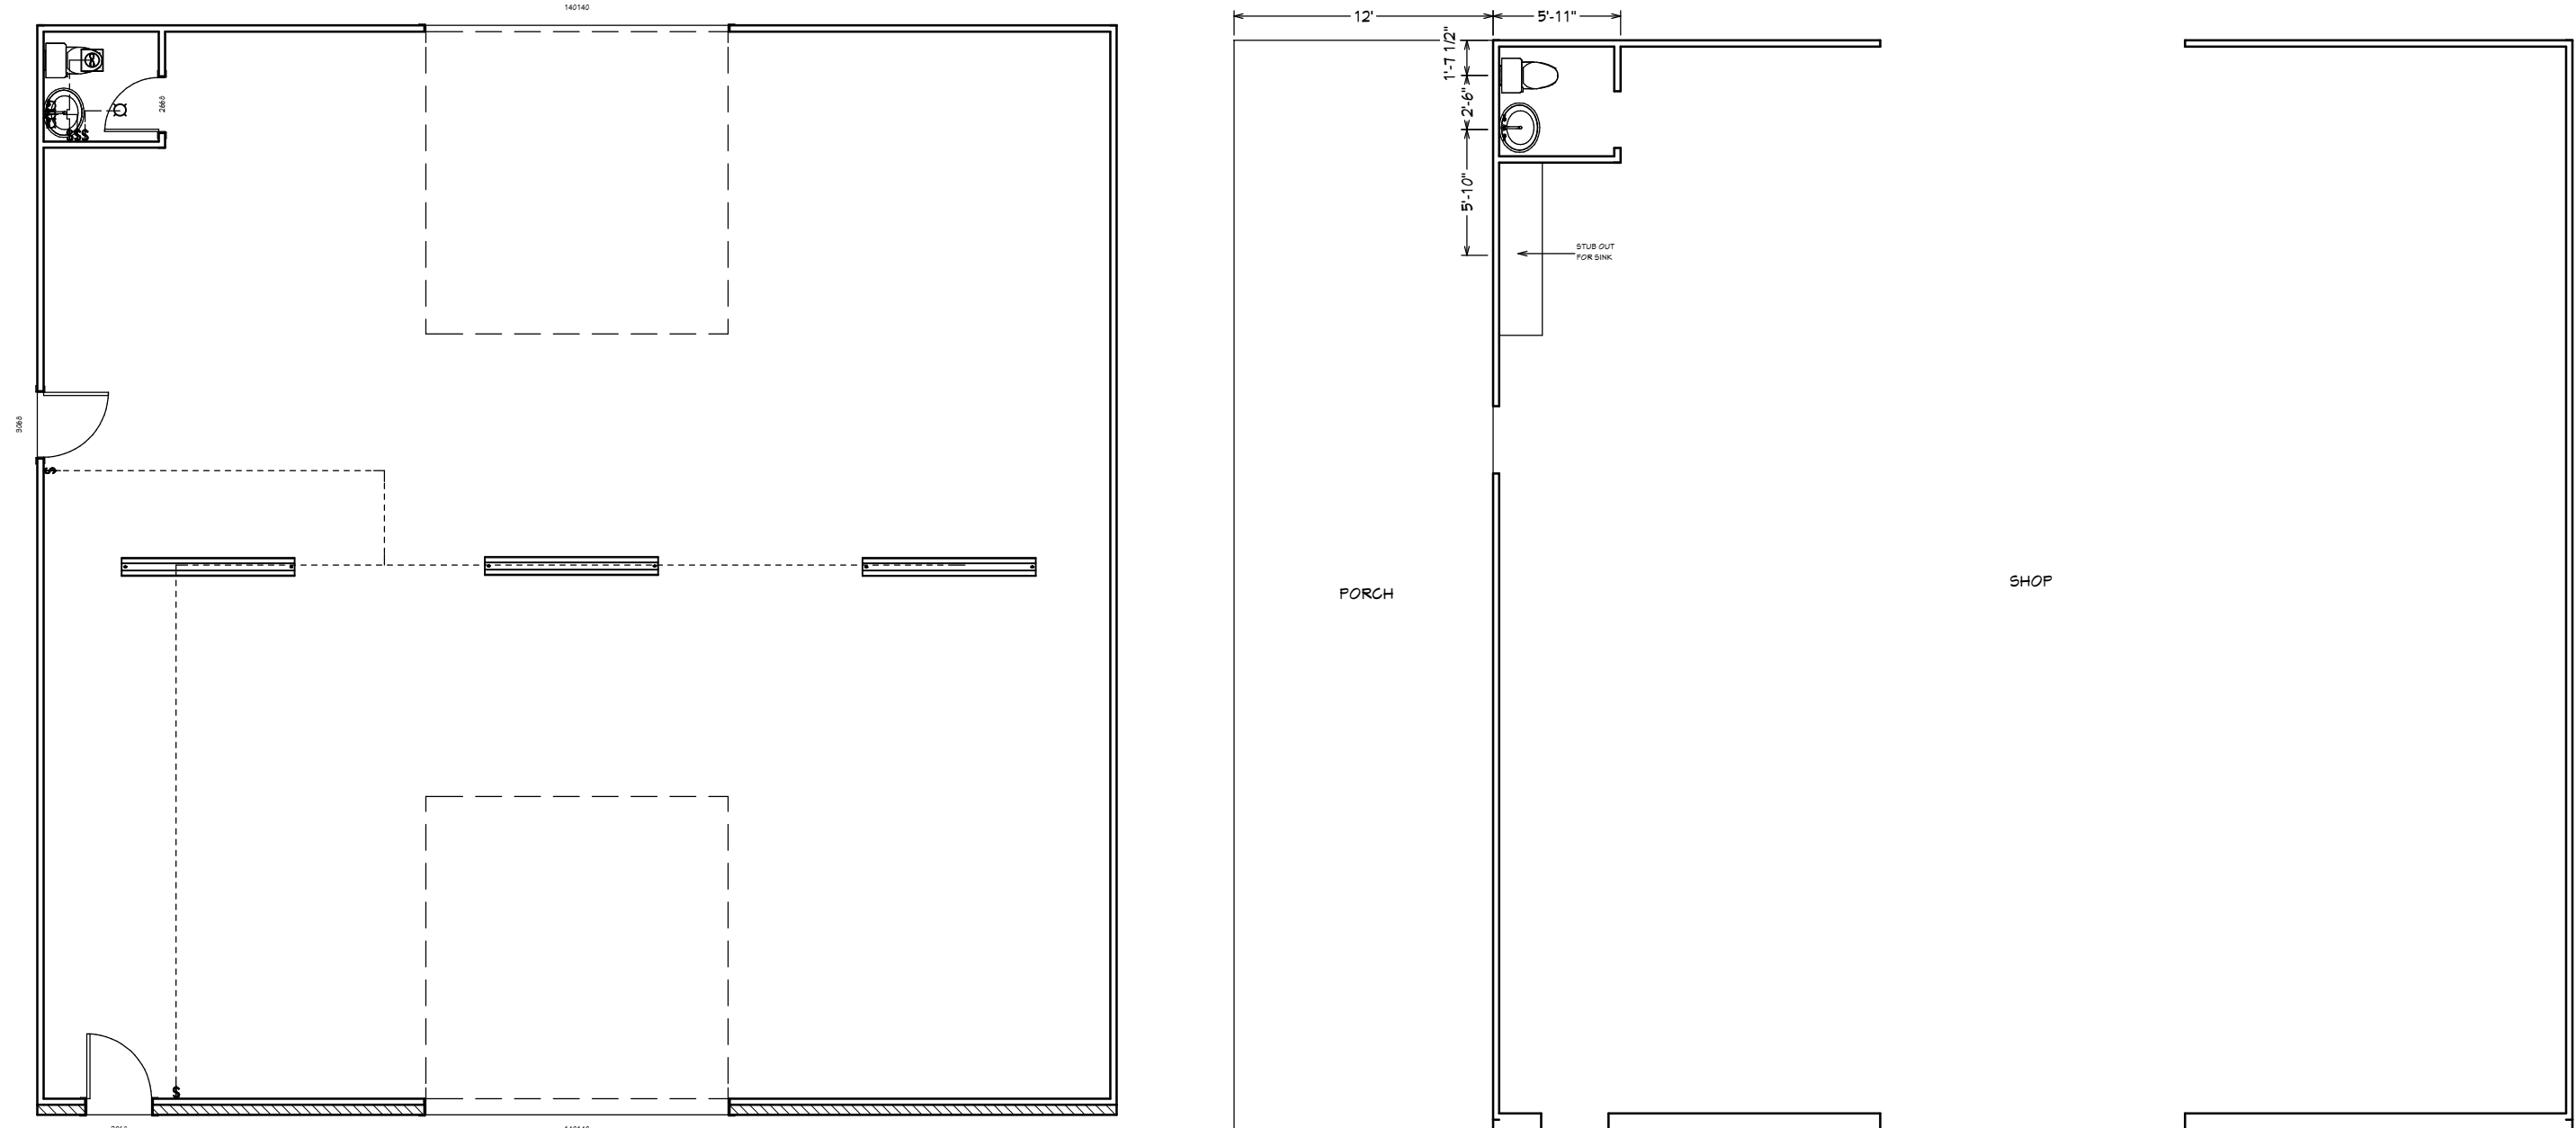 140140
2668
3068
$$$
$
$
12'
5'-11"
1'-7 1/2"
2'-6"
5'-10"
STUB OUT
FOR SINK
PORCH
SHOP